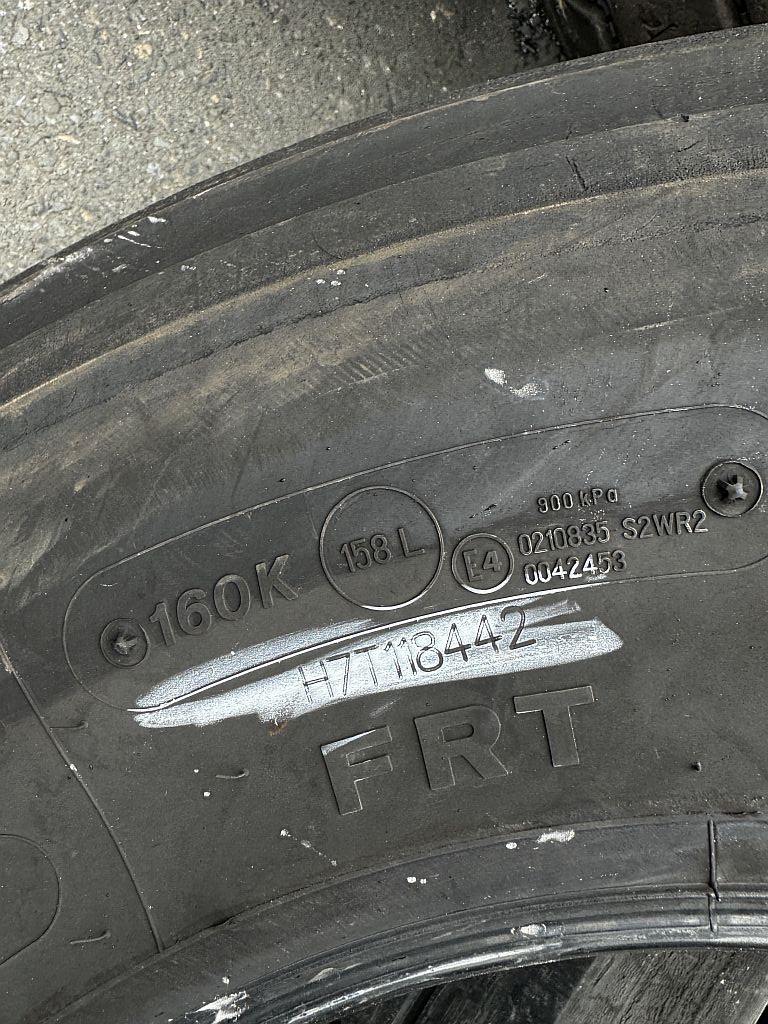 160K 158 L E4
900 kPa
0210835 S2WR2
0042453
H7T118442
FRT